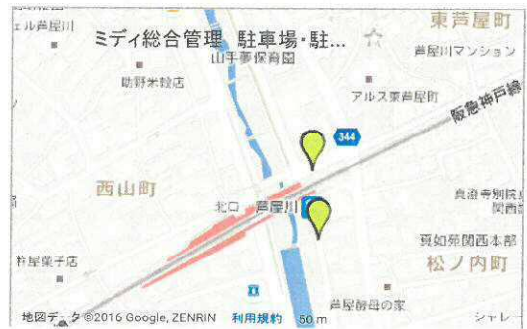 ェル芦屋川
ミディ総合管理 駐車場・駐...
東芦屋町
山手夢保育園
芦屋川マンション
助野米穀店
アルス東芦屋町
阪急神戸線
344
西山町
北口
芦屋川
真澄寺別院
関西
真如苑関西本部
松ノ内町
杵屋菓子店
芦屋酵母の家
地図データ ©2016 Google, ZENRIN
利用規約
50 m
シャレ